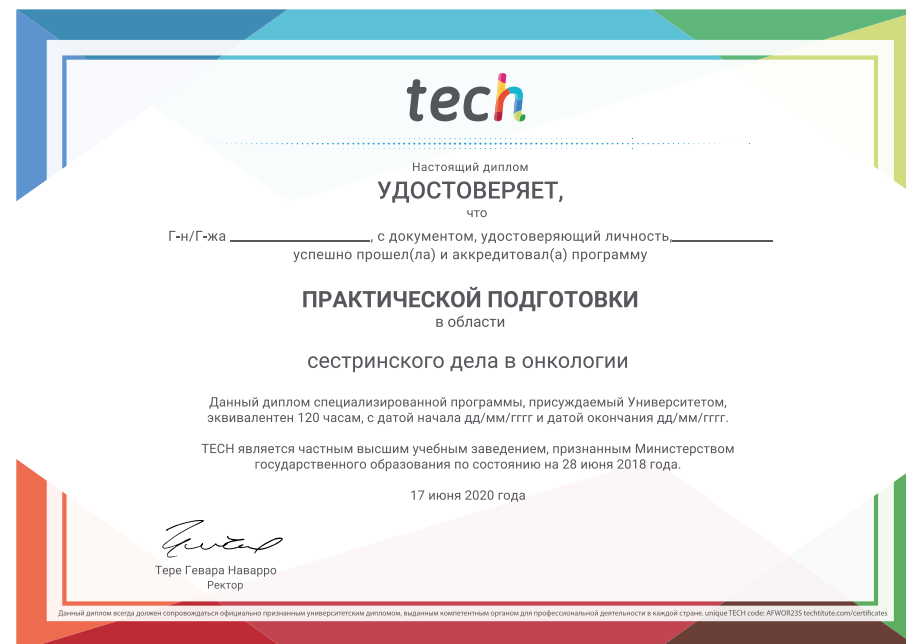 tech
Настоящий диплом
УДОСТОВЕРЯЕТ,
что
Г-н/Г-жа ____________, с документом, удостоверяющий личность,____________
успешно прошел(ла) и аккредитовал(а) программу
ПРАКТИЧЕСКОЙ ПОДГОТОВКИ
в области
сестринского дела в онкологии
Данный диплом специализированной программы, присуждаемый Университетом,
эквивалентен 120 часам, с датой начала дд/мм/гггг и датой окончания дд/мм/гггг.
TECH является частным высшим учебным заведением, признанным Министерством
государственного образования по состоянию на 28 июня 2018 года.
17 июня 2020 года
Тере Гевара Наварро
Ректор
Данный диплом всегда должен сопровождаться официально признанным университетским дипломом, выданным компетентным органом для профессиональной деятельности в каждой стране. unique TECH code: AFWOR23S techtitute.com/certificates